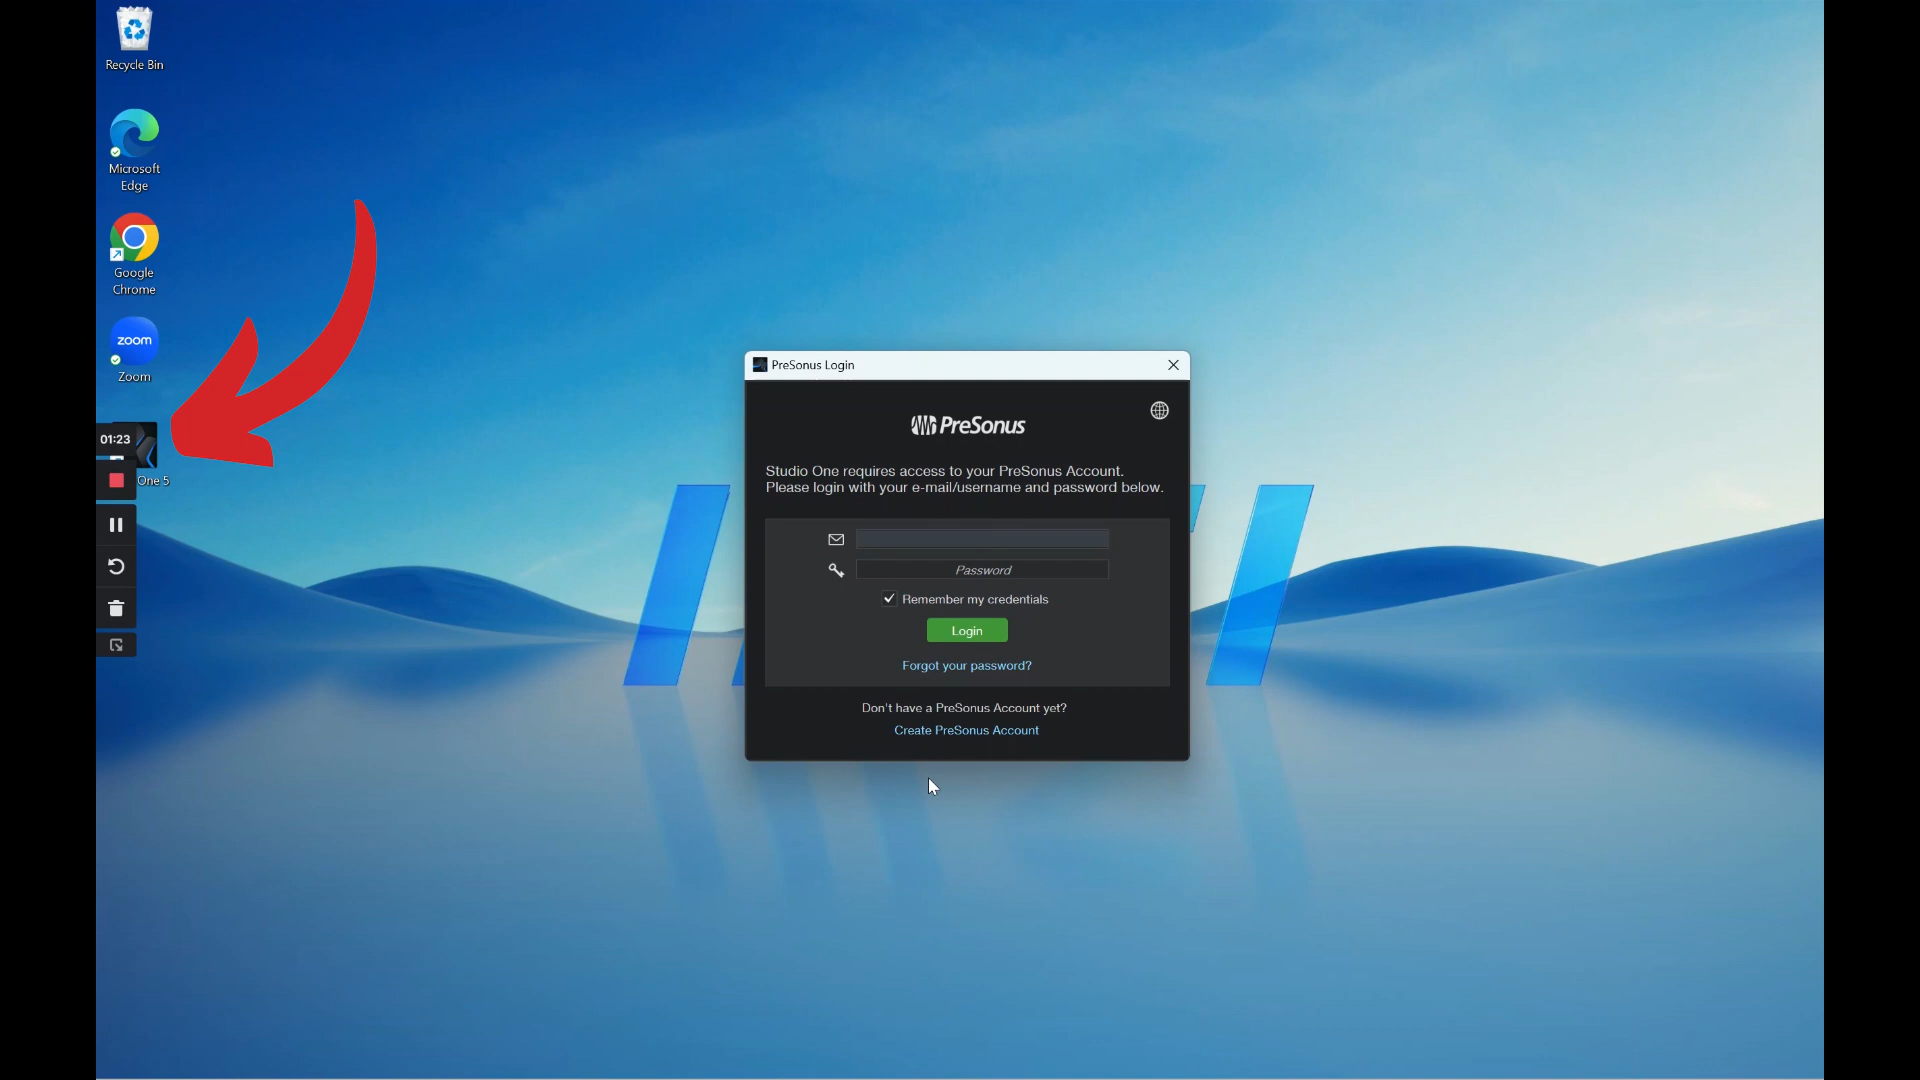 Recycle Bin
Microsoft
Edge
Google
Chrome
zoom
Zoom
01:23
One 5
PreSonus Login
PreSonus
Studio One requires access to your PreSonus Account.
Please login with your e-mail/username and password below.
Password
Remember my credentials
Login
Forgot your password?
Don't have a PreSonus Account yet?
Create PreSonus Account